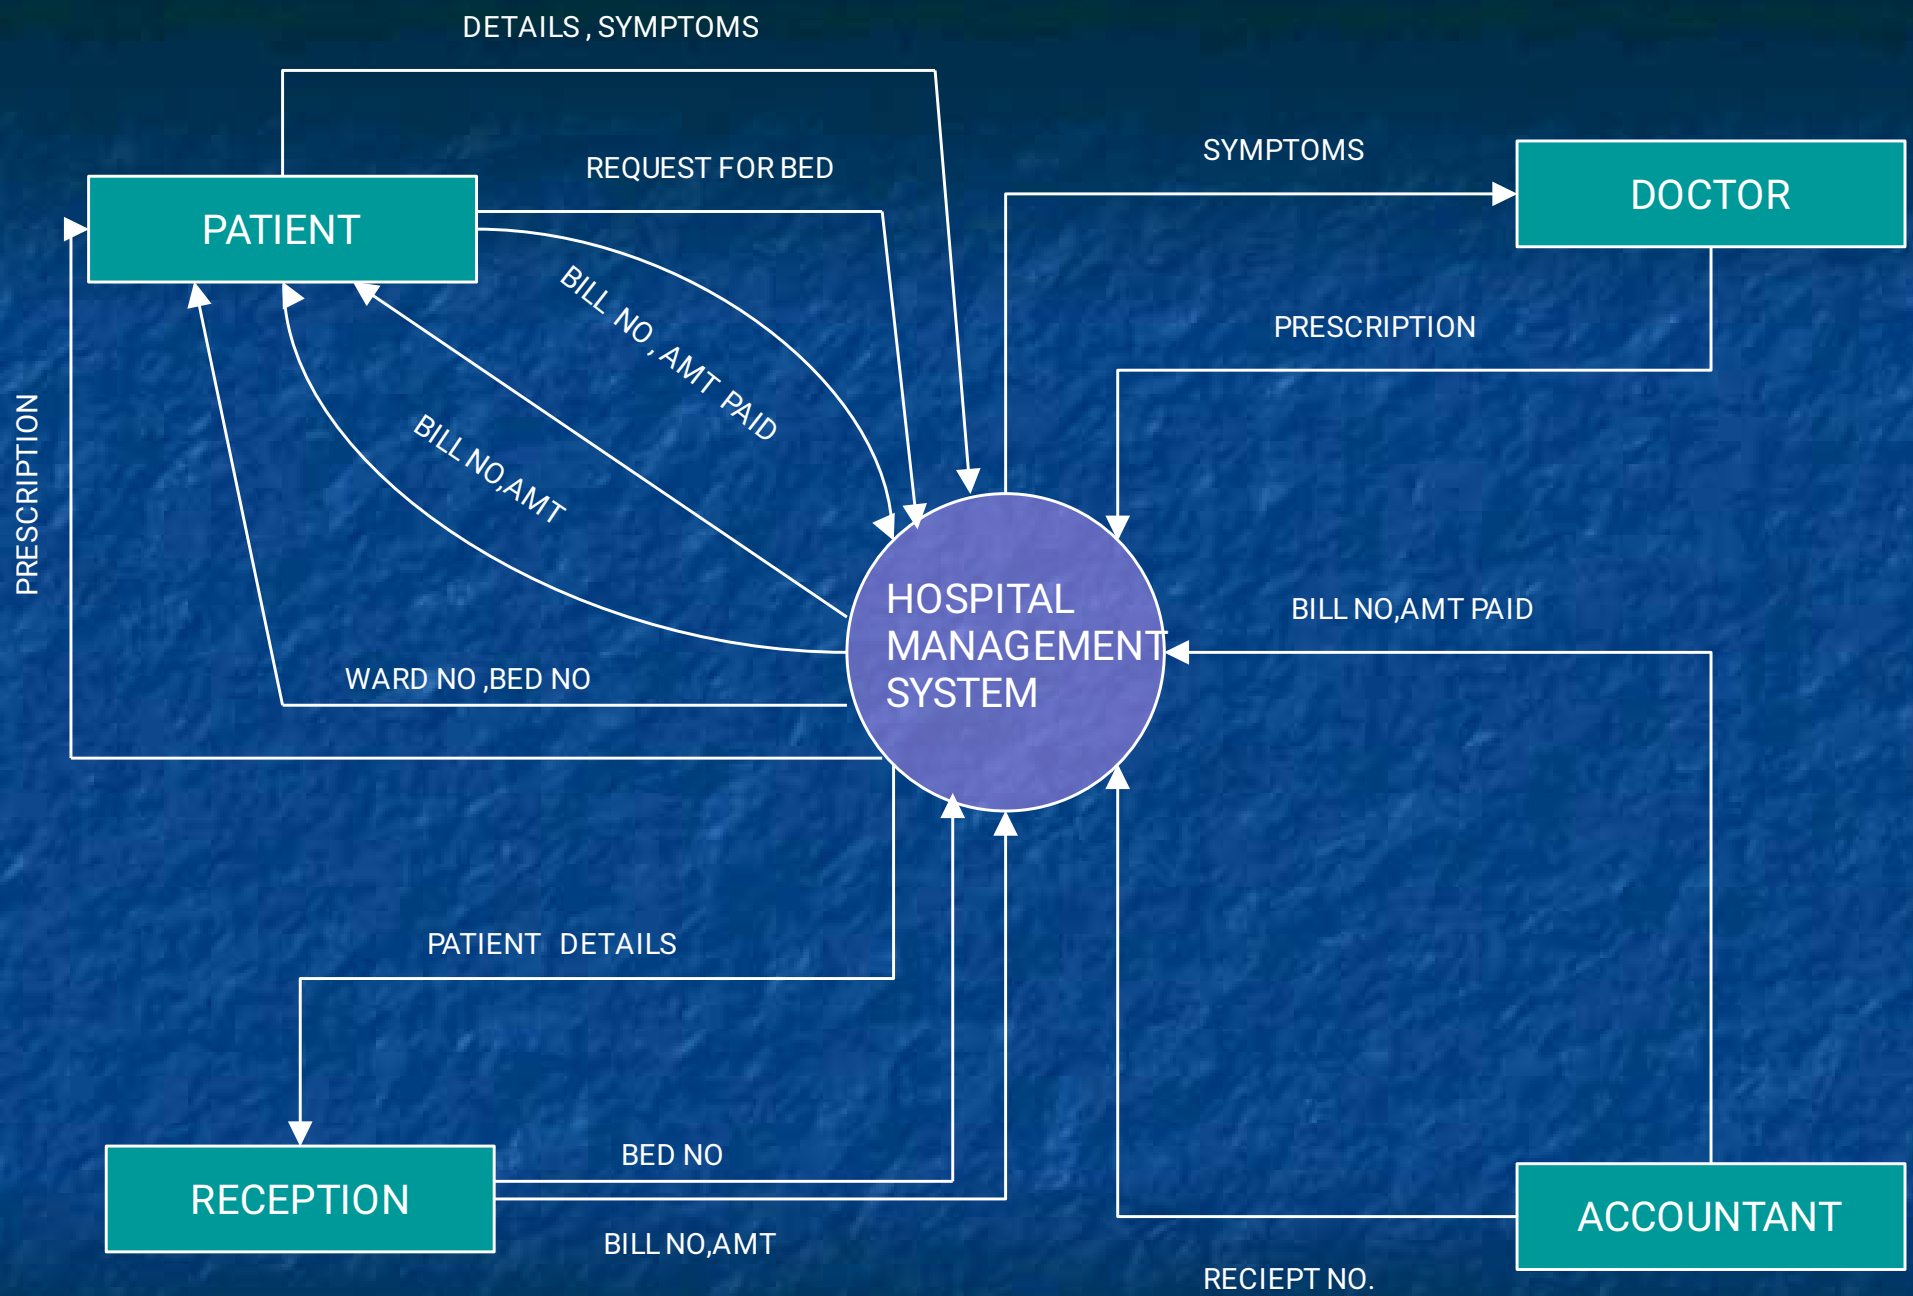 DETAILS , SYMPTOMS
SYMPTOMS
REQUEST FOR BED
DOCTOR
PATIENT
BILL NO , AMT PAID
PRESCRIPTION
BILL NO,AMT
PRESCRIPTION
HOSPITAL
MANAGEMENT
SYSTEM
BILL NO,AMT PAID
WARD NO ,BED NO
PATIENT DETAILS
BED NO
RECEPTION
ACCOUNTANT
BILL NO,AMT
RECIEPT NO.